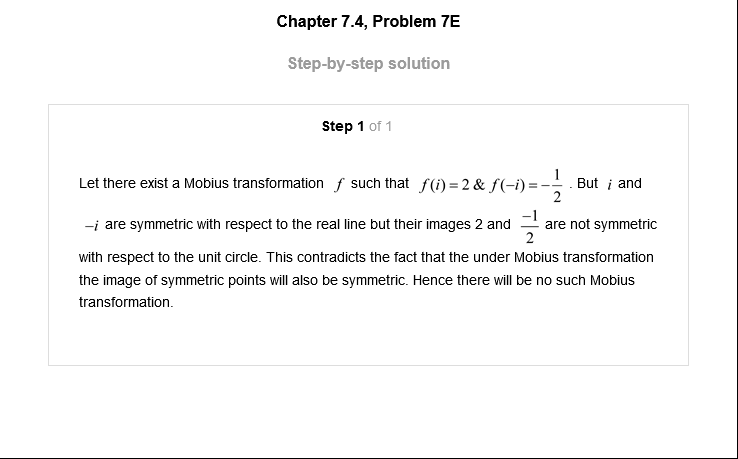 Chapter 7.4, Problem 7E
Step-by-step solution
Step 1 of 1
Let there exist a Mobius transformation f such that f(i) = 2 & f(−i) = −1/2 . But i and
−i are symmetric with respect to the real line but their images 2 and −1/2 are not symmetric
with respect to the unit circle. This contradicts the fact that the under Mobius transformation
the image of symmetric points will also be symmetric. Hence there will be no such Mobius
transformation.